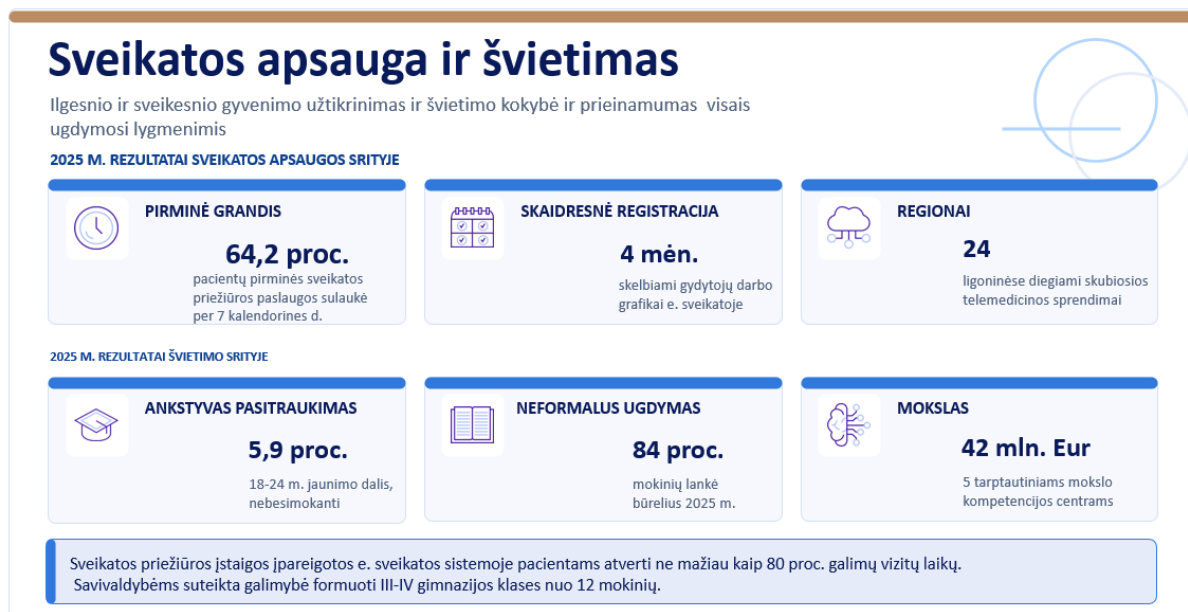 Sveikatos apsauga ir švietimas
Ilgesnio ir sveikesnio gyvenimo užtikrinimas ir švietimo kokybė ir prieinamumas  visais
ugdymosi lygmenimis
2025 M. REZULTATAI SVEIKATOS APSAUGOS SRITYJE
PIRMINĖ GRANDIS
64,2 proc.
pacientų pirminės sveikatos
priežiūros paslaugos sulaukė
per 7 kalendorines d.
SKAIDRESNĖ REGISTRACIJA
4 mėn.
skelbiami gydytojų darbo
grafikai e. sveikatoje
REGIONAI
24
ligoninėse diegiami skubiosios
telemedicinos sprendimai
2025 M. REZULTATAI ŠVIETIMO SRITYJE
ANKSTYVAS PASITRAUKIMAS
5,9 proc.
18-24 m. jaunimo dalis,
nebesimokanti
NEFORMALUS UGDYMAS
84 proc.
mokinių lankė
būrelius 2025 m.
MOKSLAS
42 mln. Eur
5 tarptautiniams mokslo
kompetencijos centrams
Sveikatos priežiūros įstaigos įpareigotos e. sveikatos sistemoje pacientams atverti ne mažiau kaip 80 proc. galimų vizitų laikų.
Savivaldybėms suteikta galimybė formuoti III-IV gimnazijos klases nuo 12 mokinių.